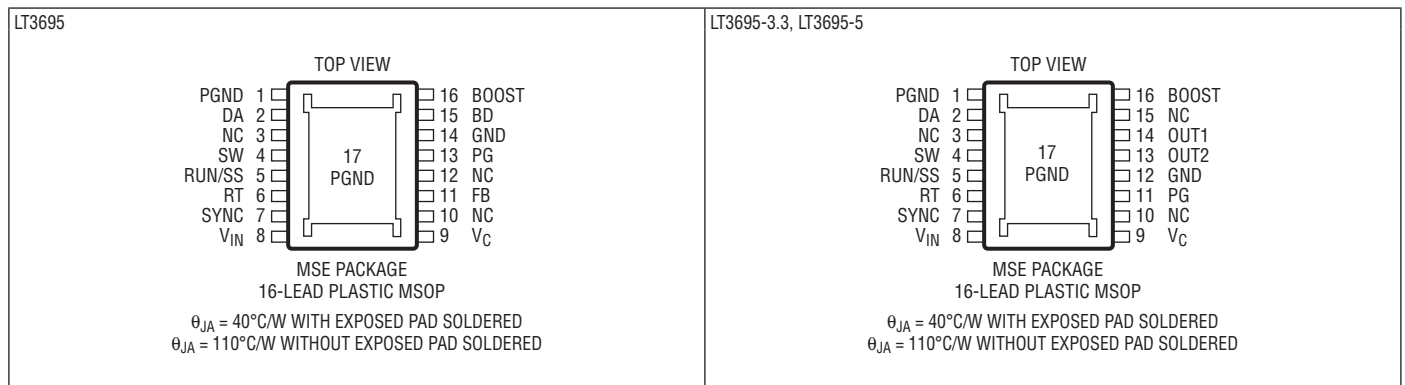 LT3695
TOP VIEW
PGND 1 16 BOOST
DA 2 15 BD
NC 3 14 GND
SW 4 13 PG
RUN/SS 5 12 NC
RT 6 11 FB
SYNC 7 10 NC
VIN 8 9 VC
17
PGND
MSE PACKAGE
16-LEAD PLASTIC MSOP
θJA = 40°C/W WITH EXPOSED PAD SOLDERED
θJA = 110°C/W WITHOUT EXPOSED PAD SOLDERED
LT3695-3.3, LT3695-5
TOP VIEW
PGND 1 16 BOOST
DA 2 15 NC
NC 3 14 OUT1
SW 4 13 OUT2
RUN/SS 5 12 GND
RT 6 11 PG
SYNC 7 10 NC
VIN 8 9 VC
17
PGND
MSE PACKAGE
16-LEAD PLASTIC MSOP
θJA = 40°C/W WITH EXPOSED PAD SOLDERED
θJA = 110°C/W WITHOUT EXPOSED PAD SOLDERED